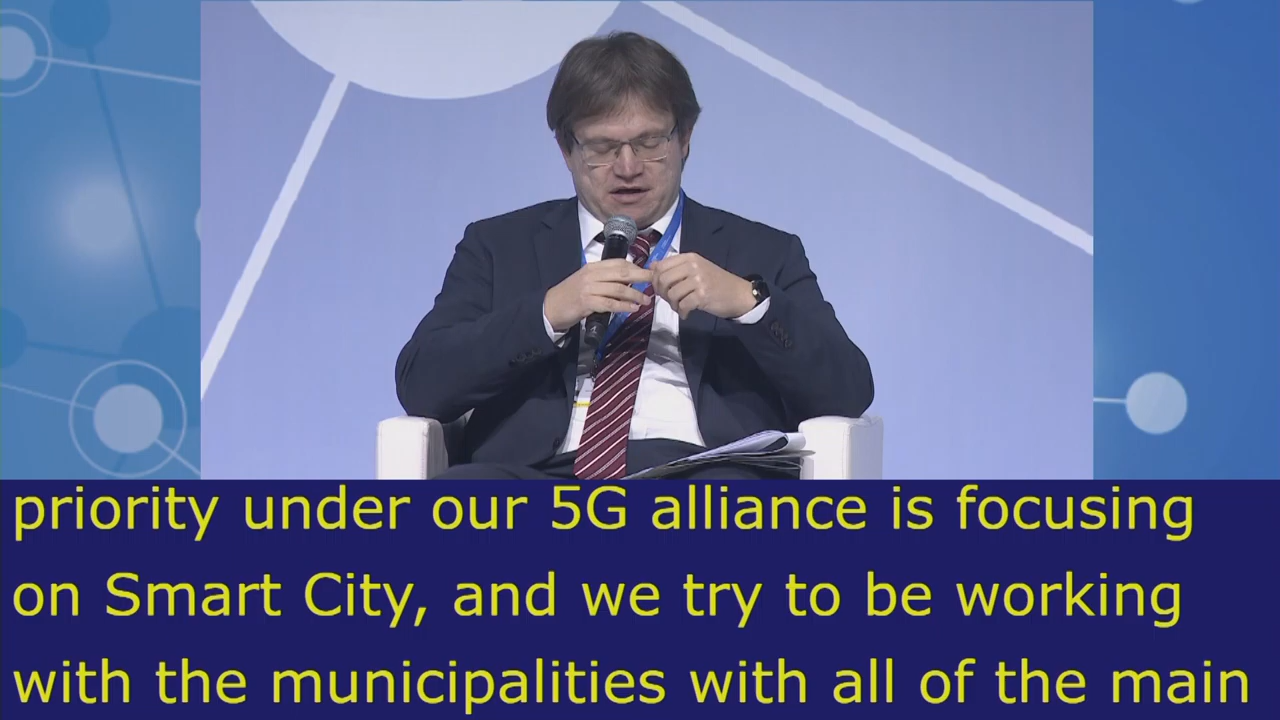 priority under our 5G alliance is focusing
on Smart City, and we try to be working
with the municipalities with all of the main